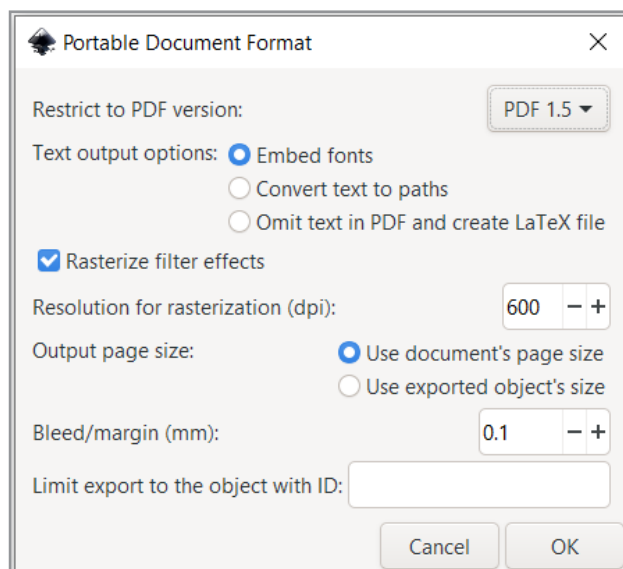 Portable Document Format
Restrict to PDF version: PDF 1.5
Text output options: Embed fonts
Convert text to paths
Omit text in PDF and create LaTeX file
Rasterize filter effects
Resolution for rasterization (dpi): 600
Output page size: Use document's page size
Use exported object's size
Bleed/margin (mm): 0.1
Limit export to the object with ID:
Cancel OK